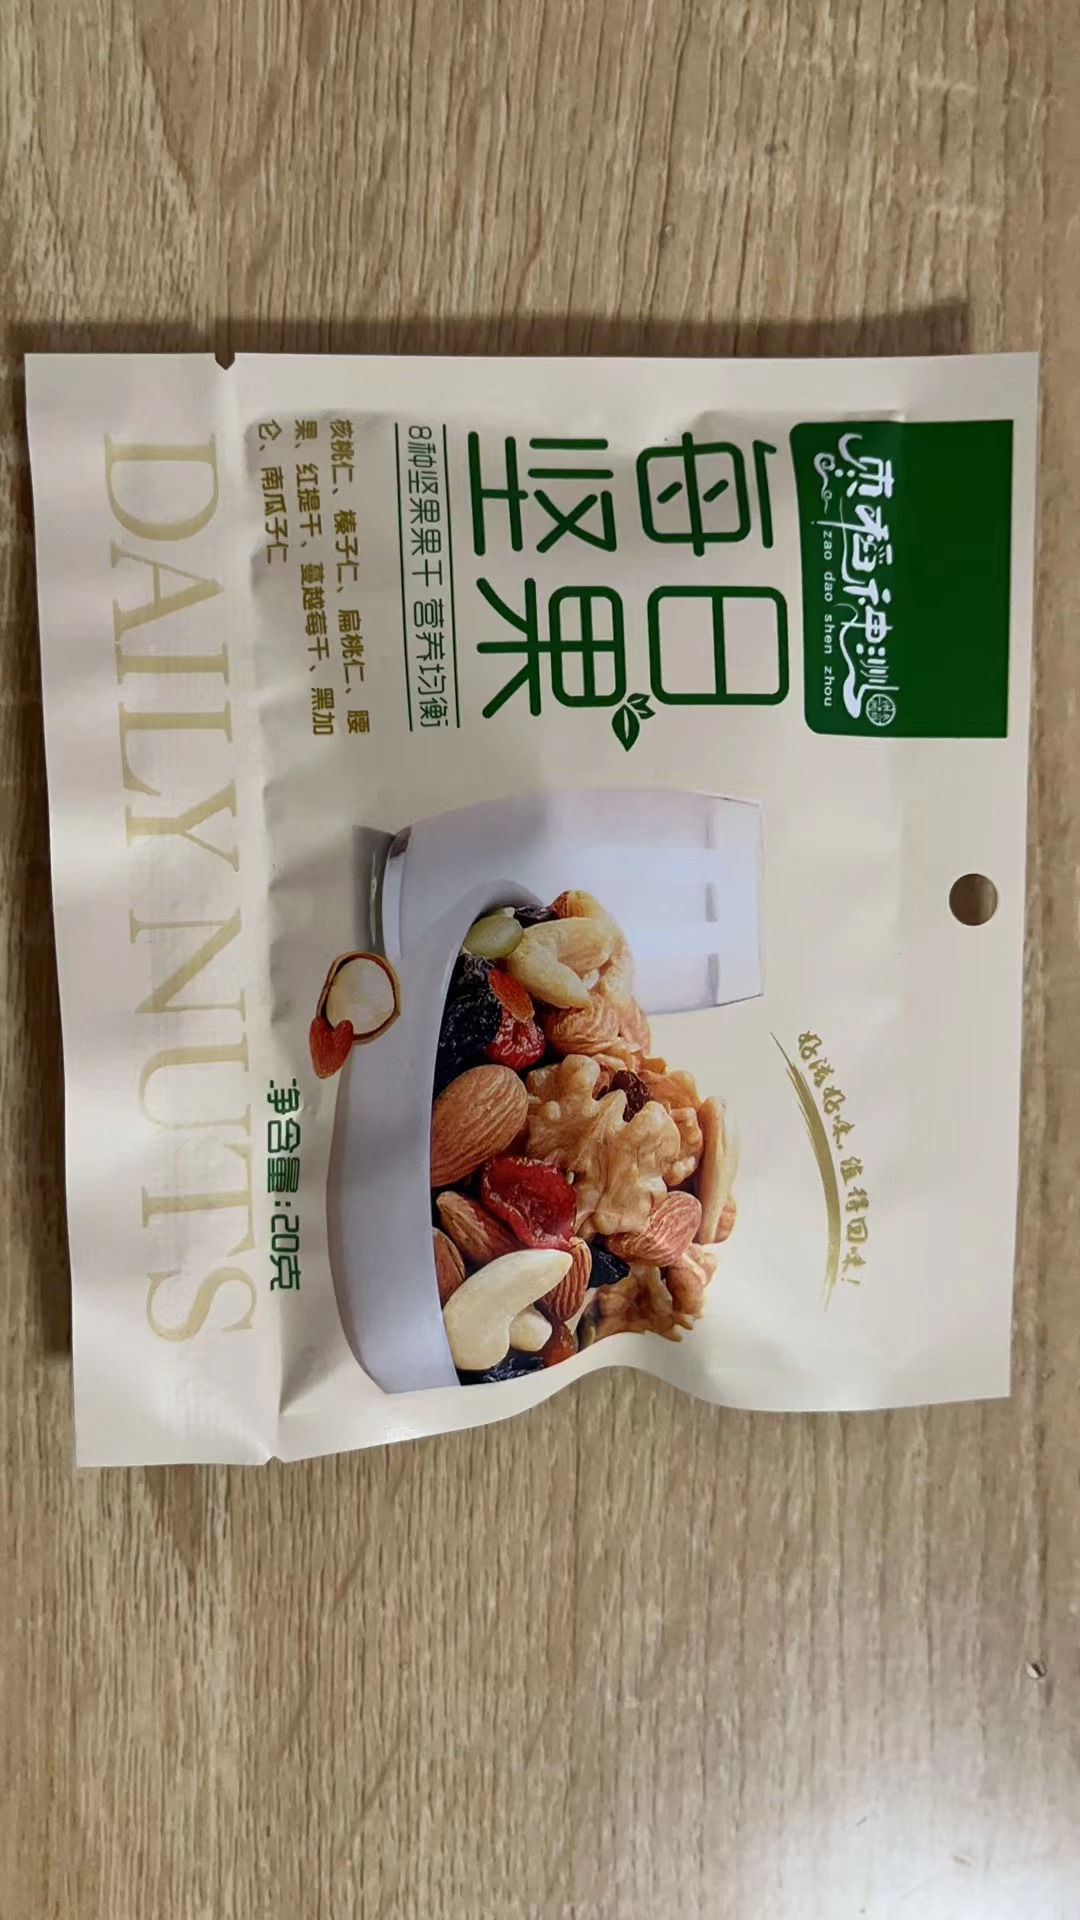 枣稻神洲
zao dao shen zhou
每日
坚果
8种坚果果干 营养均衡
核桃仁、榛子仁、扁桃仁、腰
果、红提干、蔓越莓干、黑加
仑、南瓜子仁
好滋好味，值得回味！
净含量:20克
DAILY NUTS